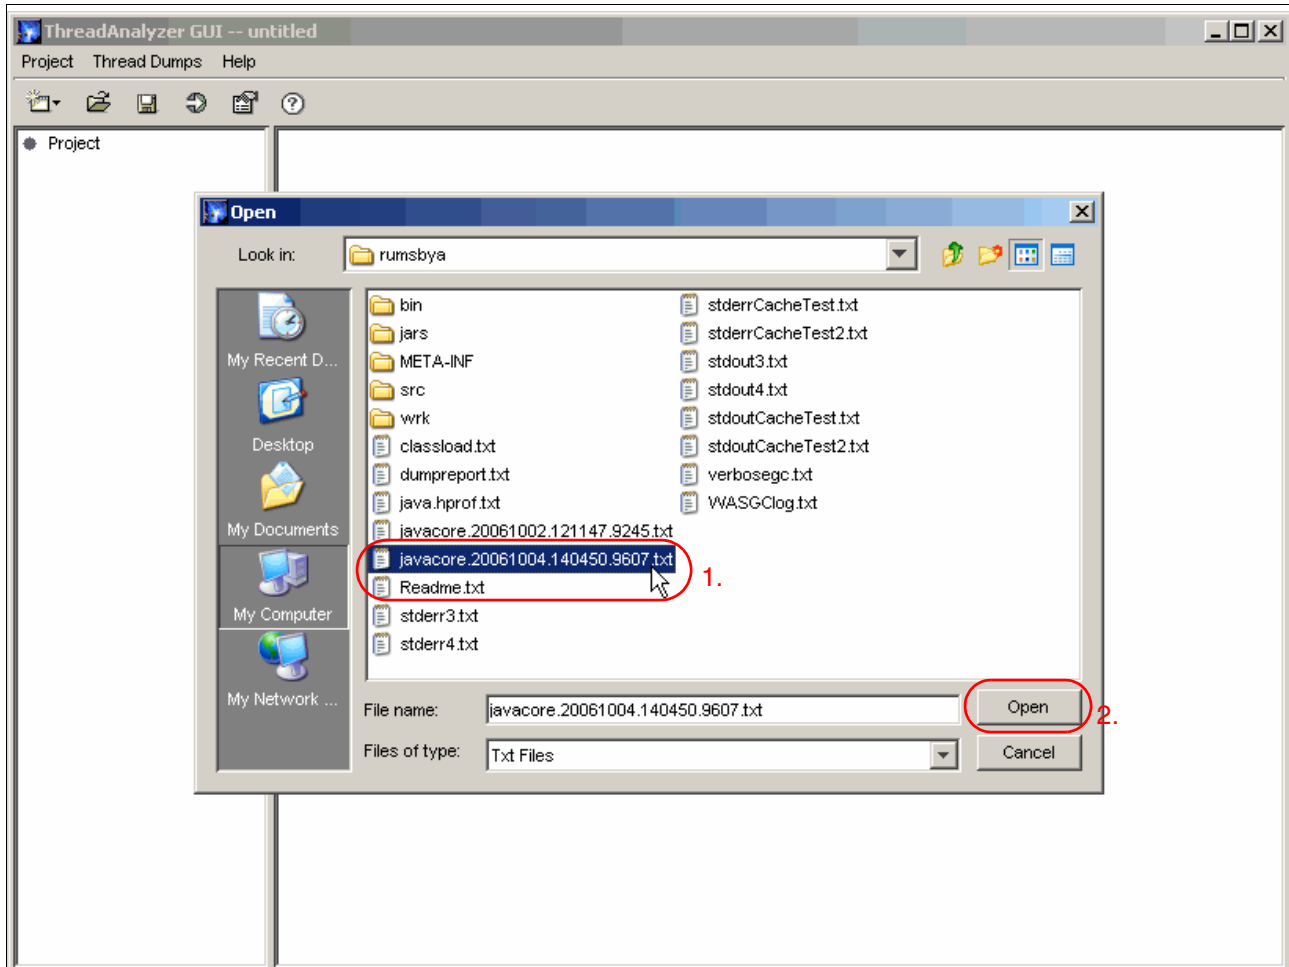 ThreadAnalyzer GUI -- untitled
Project Thread Dumps Help
Project
Open
Look in: rumsbya
My Recent D...
Desktop
My Documents
My Computer
My Network ...
bin
jars
META-INF
src
wrk
classload.txt
dumpreport.txt
java.hprof.txt
javacore.20061002.121147.9245.txt
javacore.20061004.140450.9607.txt
Readme.txt
stderr3.txt
stderr4.txt
stderrCacheTest.txt
stderrCacheTest2.txt
stdout3.txt
stdout4.txt
stdoutCacheTest.txt
stdoutCacheTest2.txt
verbosegc.txt
WASGClog.txt
1.
File name: javacore.20061004.140450.9607.txt Open
2.
Files of type: Txt Files Cancel